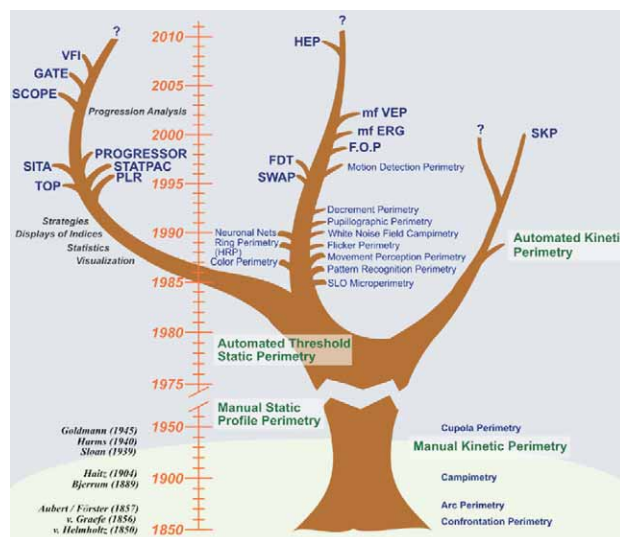 ?
2010
VFI
GATE
SCOPE
2005
Progression Analysis
2000
PROGRESSOR
STATPAC
PLR
SITA
TOP
1995
Strategies
Displays of Indices
Statistics
Visualization
1990
1985
1980
1975
?
HEP
mf VEP
mf ERG
F.O.P
Motion Detection Perimetry
FDT
SWAP
Decrement Perimetry
Pupillographic Perimetry
White Noise Field Campimetry
Flicker Perimetry
Movement Perception Perimetry
Pattern Recognition Perimetry
SLO Microperimetry
Neuronal Nets
Ring Perimetry
(HRP)
Color Perimetry
?
SKP
Automated Kinetic
Perimetry
Automated Threshold
Static Perimetry
Manual Static
Profile Perimetry
1950
1900
1850
Goldmann (1945)
Harms (1940)
Sloan (1939)
Haitz (1904)
Bjerrum (1889)
Aubert / Förster (1857)
v. Graefe (1856)
v. Helmholtz (1850)
Cupola Perimetry
Manual Kinetic Perimetry
Campimetry
Arc Perimetry
Confrontation Perimetry